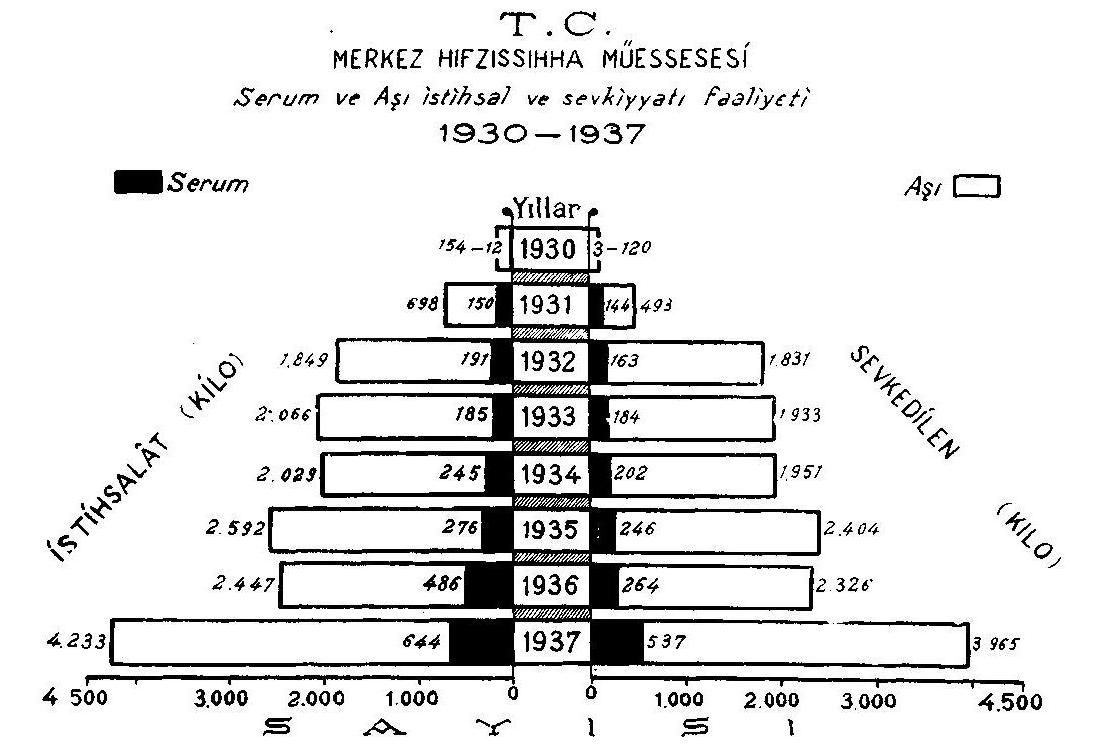 T.C.
MERKEZ HIFZISSIHHA MÜESSESESİ
Serum ve Aşı istihsal ve sevkiyyatı faaliyeti
1930—1937
Serum
Aşı
Yıllar
154-12 1930 3-120
698 150 1931 144 493
1.849 191 1932 163 1.831
2.066 185 1933 184 1933
2.029 245 1934 202 1.951
2.592 276 1935 246 2.404
2.447 486 1936 264 2.326
4.233 644 1937 537 3 965
İSTİHSALÂT (KİLO)
SEVKEDİLEN (KILO)
4 500 3.000 2.000 1.000 0 0 1.000 2.000 3.000 4.500
SAYISI